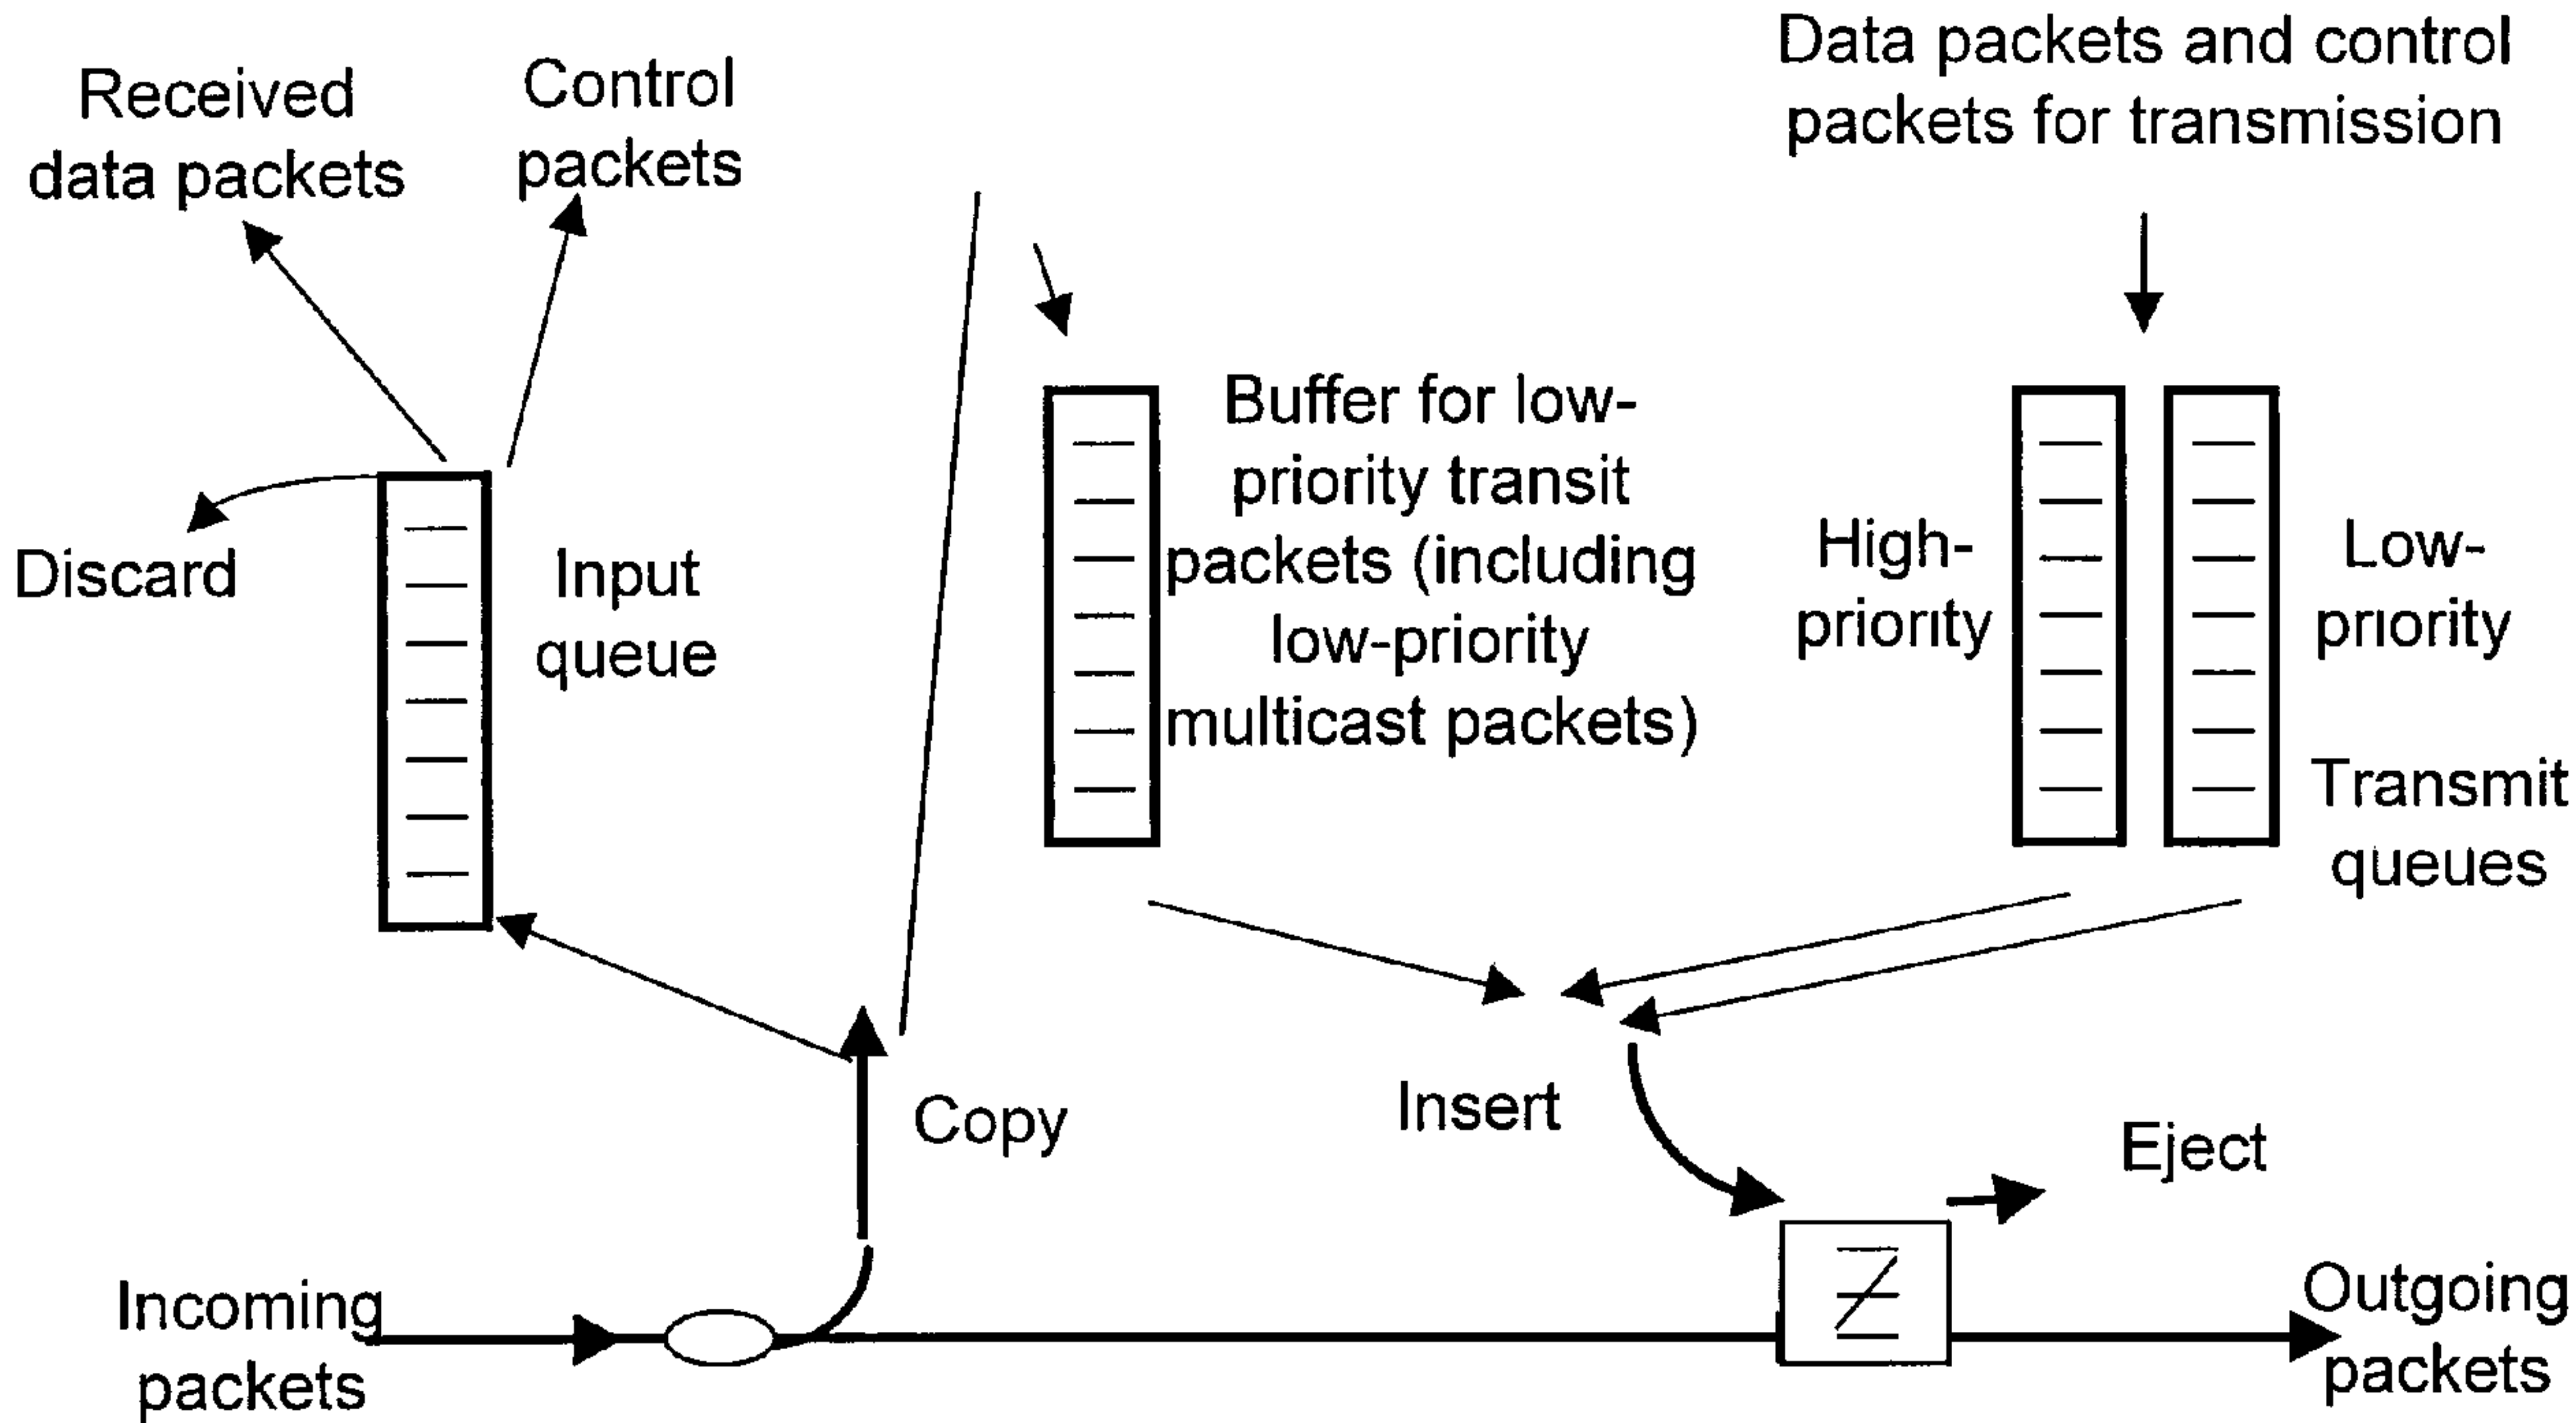 Data packets and control
packets for transmission
Received
data packets
Control
packets
Buffer for low-
priority transit
packets (including
low-priority
multicast packets)
High-
priority
Low-
priority
Transmit
queues
Discard
Input
queue
Copy
Insert
Eject
Incoming
packets
Outgoing
packets